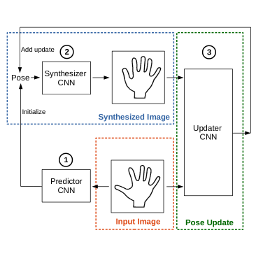 Add update
2
3
Pose
Synthesizer
CNN
Synthesized Image
Initialize
Updater
CNN
1
Predictor
CNN
Input Image
Pose Update